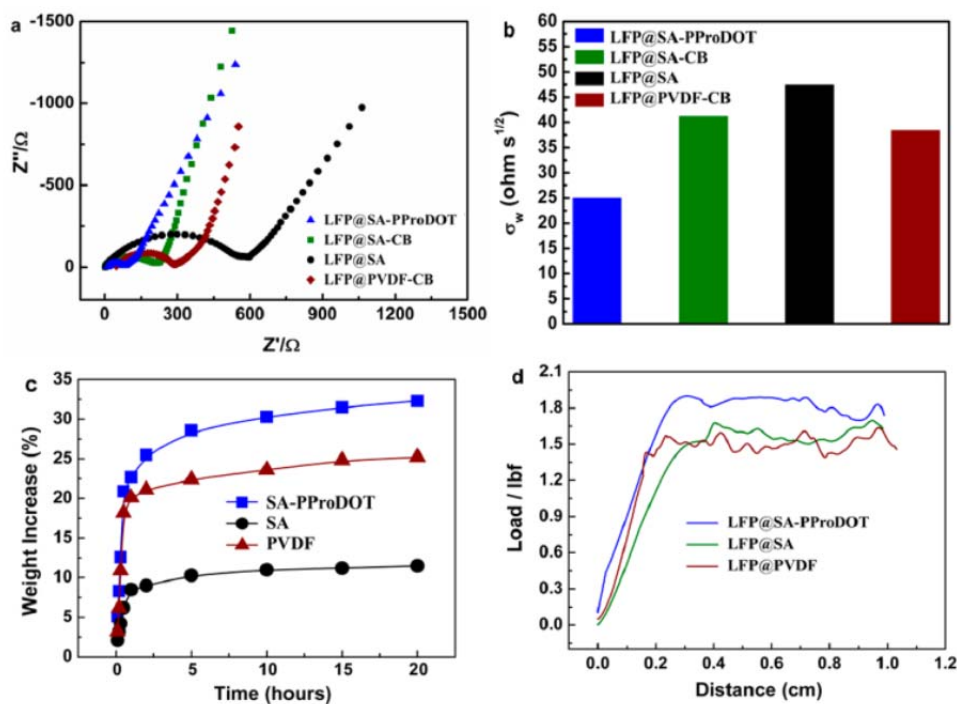 a
-1500
-1000
-500
0
Z''/Ω
LFP@SA-PProDOT
LFP@SA-CB
LFP@SA
LFP@PVDF-CB
0 300 600 900 1200 1500
Z'/Ω
b
60
55
50
45
40
35
30
25
20
15
10
5
0
σw (ohm s1/2)
LFP@SA-PProDOT
LFP@SA-CB
LFP@SA
LFP@PVDF-CB
c
35
30
25
20
15
10
5
0
Weight Increase (%)
SA-PProDOT
SA
PVDF
0 5 10 15 20
Time (hours)
d
2.1
1.8
1.5
1.2
0.9
0.6
0.3
0.0
Load / lbf
LFP@SA-PProDOT
LFP@SA
LFP@PVDF
0.0 0.2 0.4 0.6 0.8 1.0 1.2
Distance (cm)